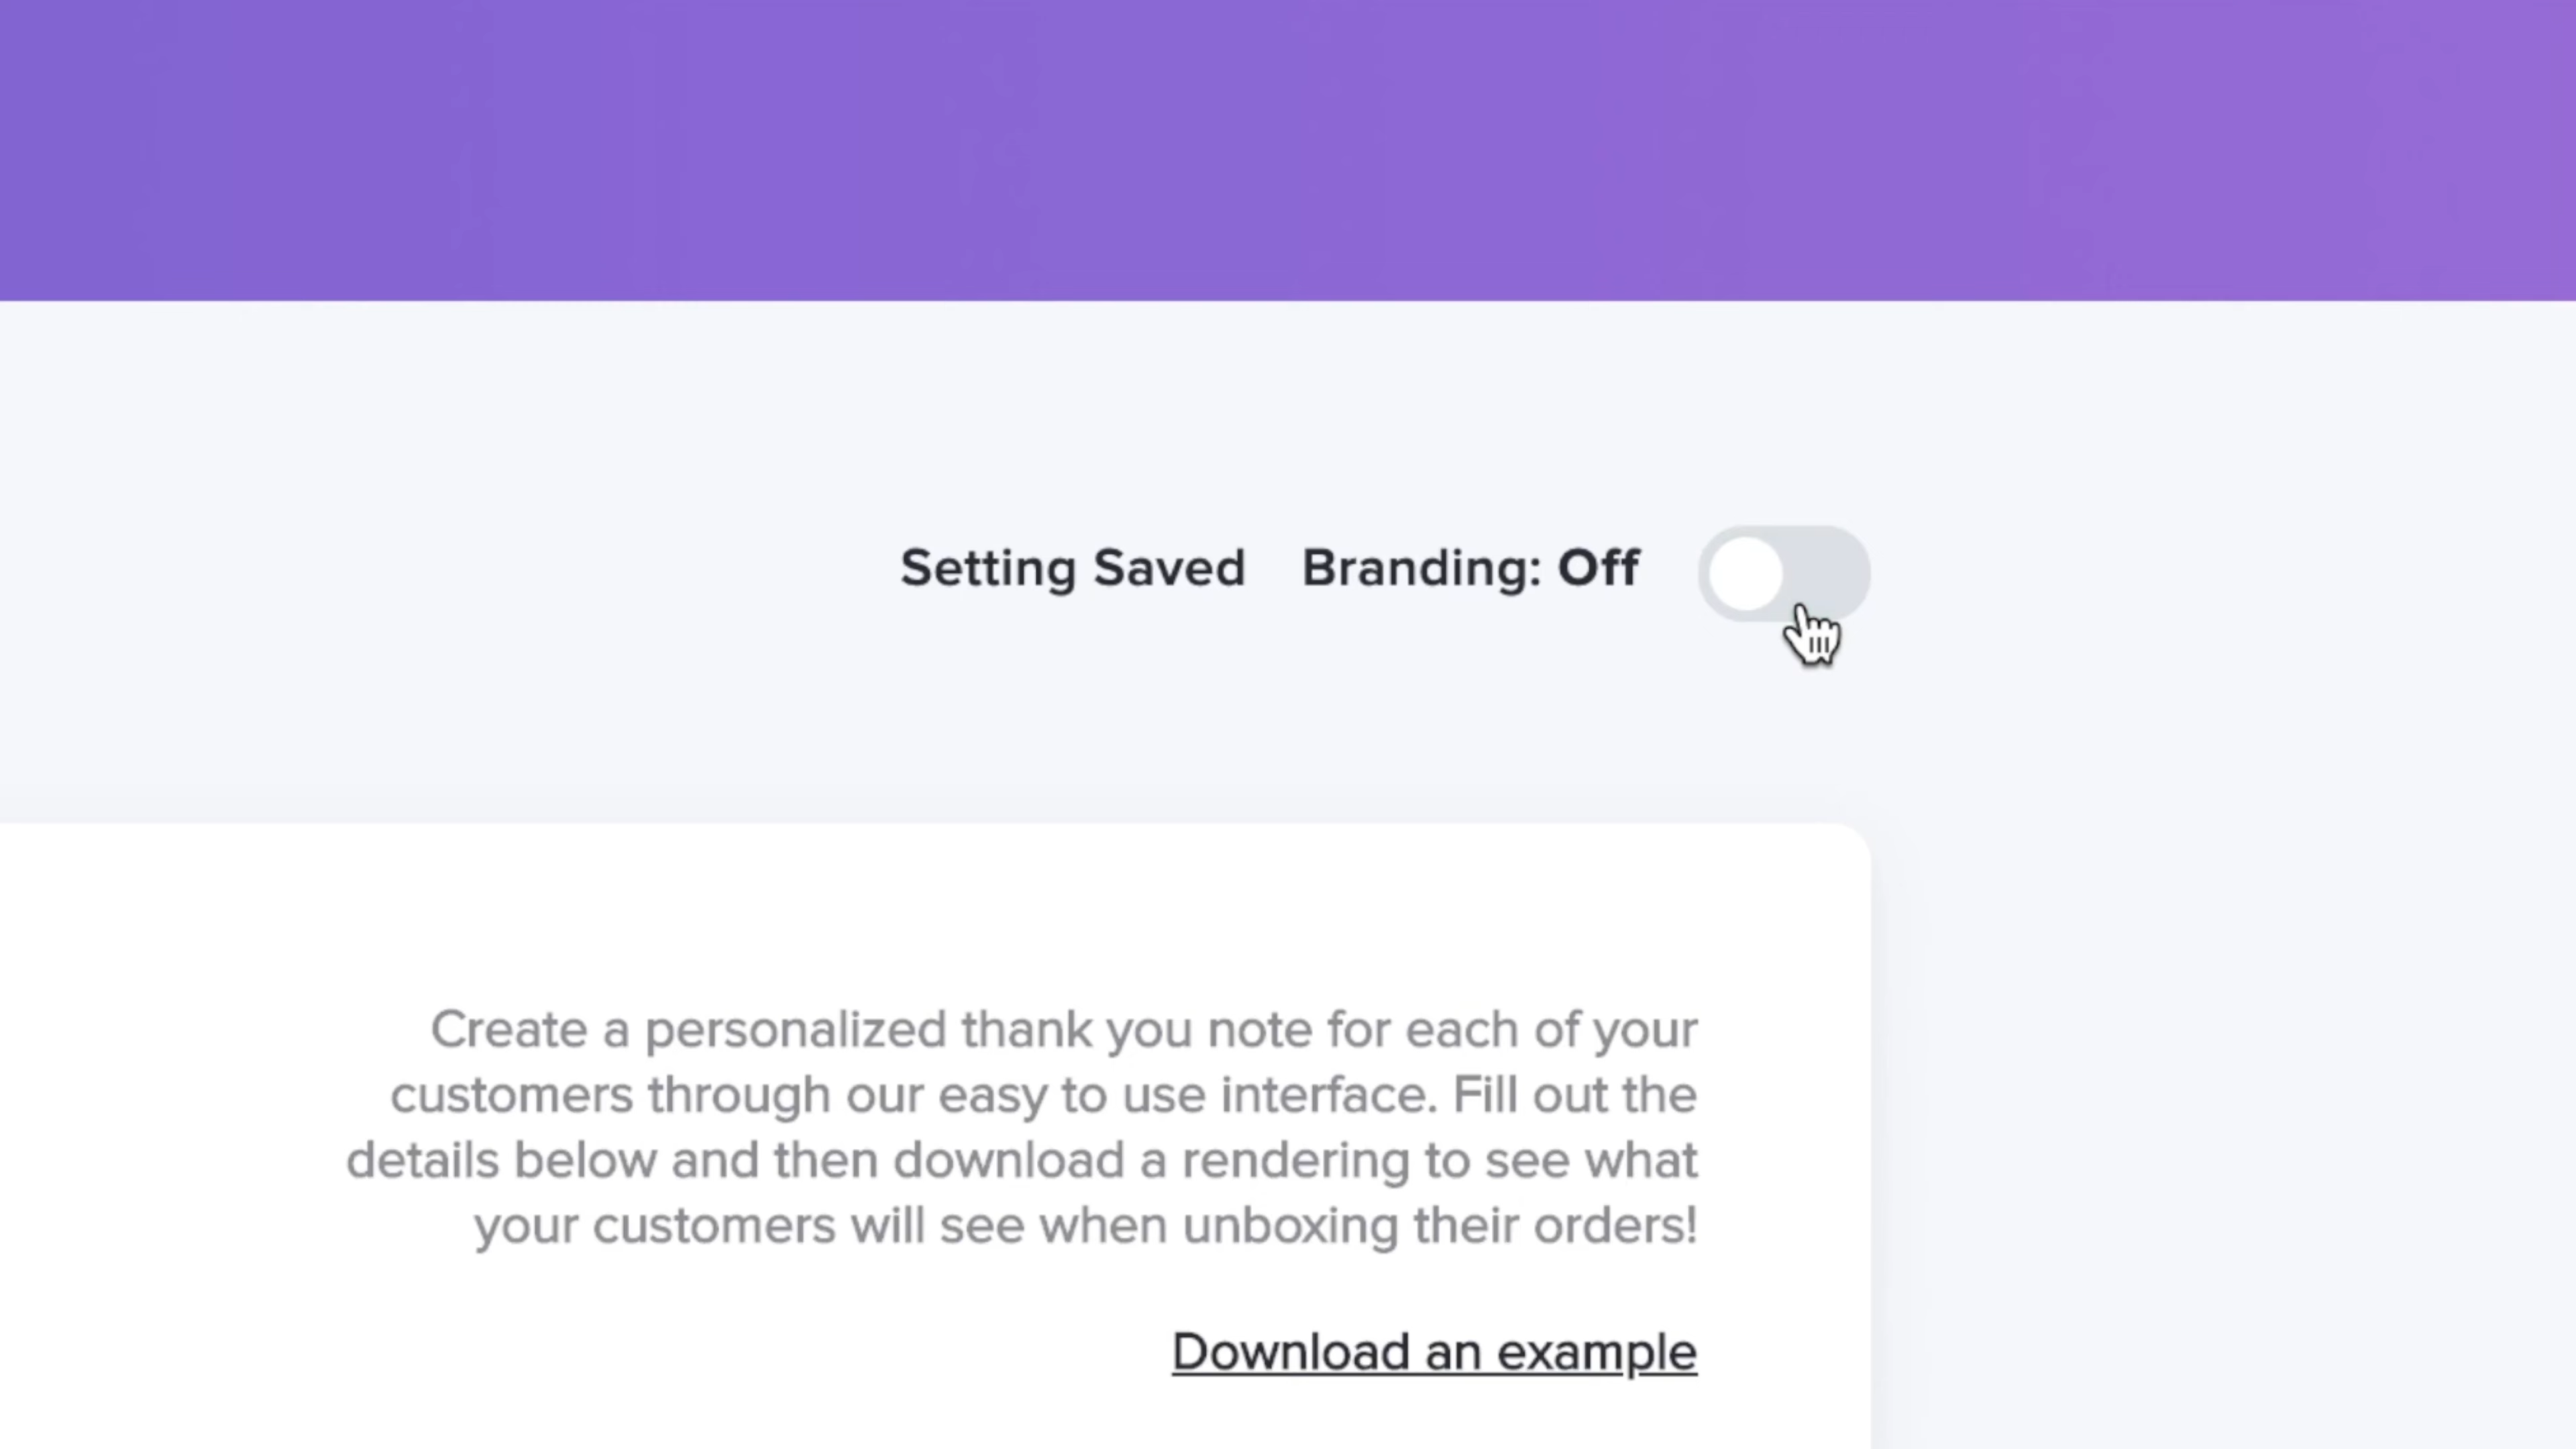 Setting Saved Branding: Off
Create a personalized thank you note for each of your
customers through our easy to use interface. Fill out the
details below and then download a rendering to see what
your customers will see when unboxing their orders!
Download an example